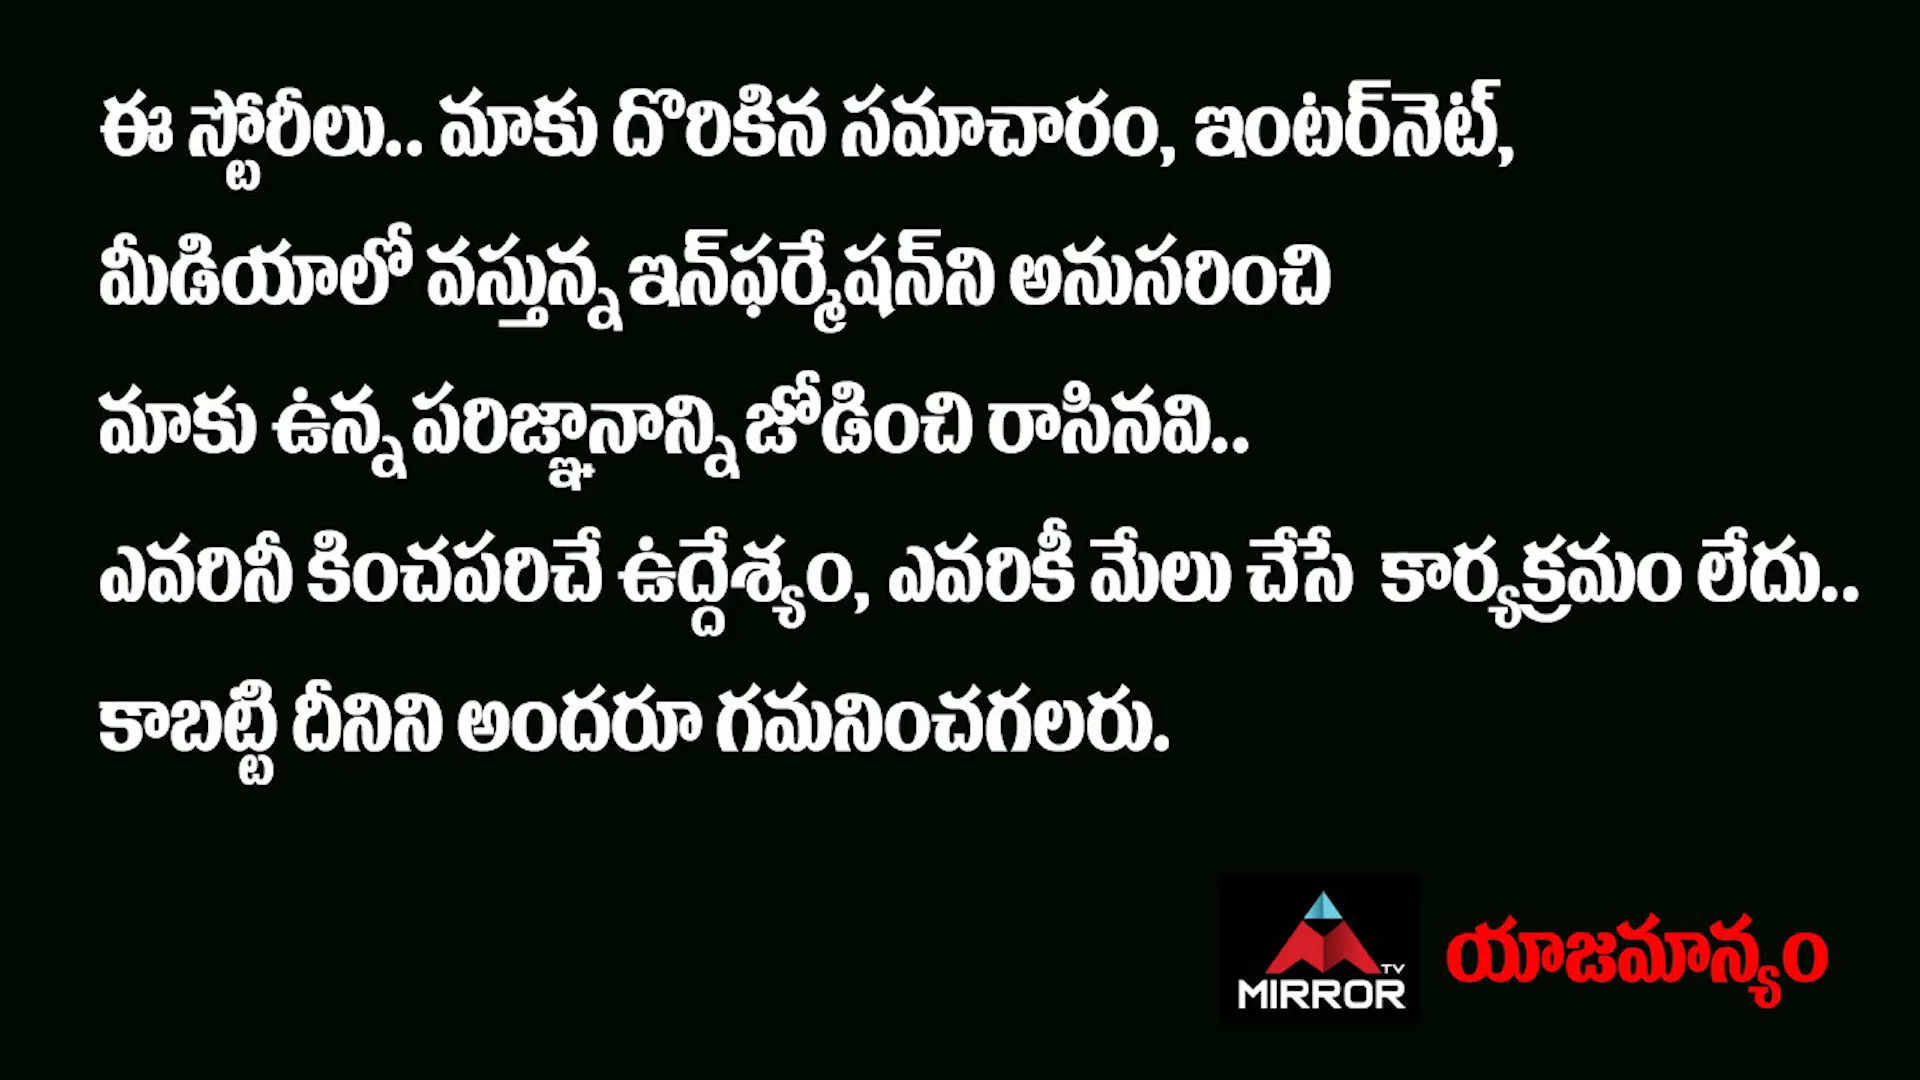 ఈ స్టోరీలు.. మాకు దొరికిన సమాచారం, ఇంటర్‌నెట్,
మీడియాలో వస్తున్న ఇన్‌ఫర్మేషన్‌ని అనుసరించి
మాకు ఉన్న పరిజ్ఞానాన్ని జోడించి రాసినవి..
ఎవరినీ కించపరిచే ఉద్దేశ్యం, ఎవరికీ మేలు చేసే కార్యక్రమం లేదు..
కాబట్టి దీనిని అందరూ గమనించగలరు.
యాజమాన్యం
TV
MIRROR